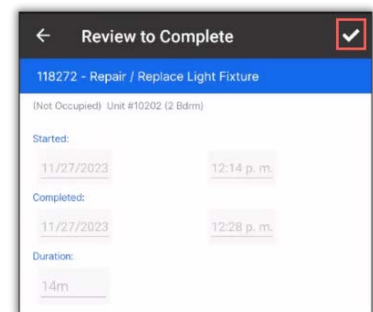 Review to Complete
118272 - Repair / Replace Light Fixture
(Not Occupied) Unit #10202 (2 Bdrm)
Started:
11/27/2023 12:14 p. m.
Completed:
11/27/2023 12:28 p. m.
Duration:
14m